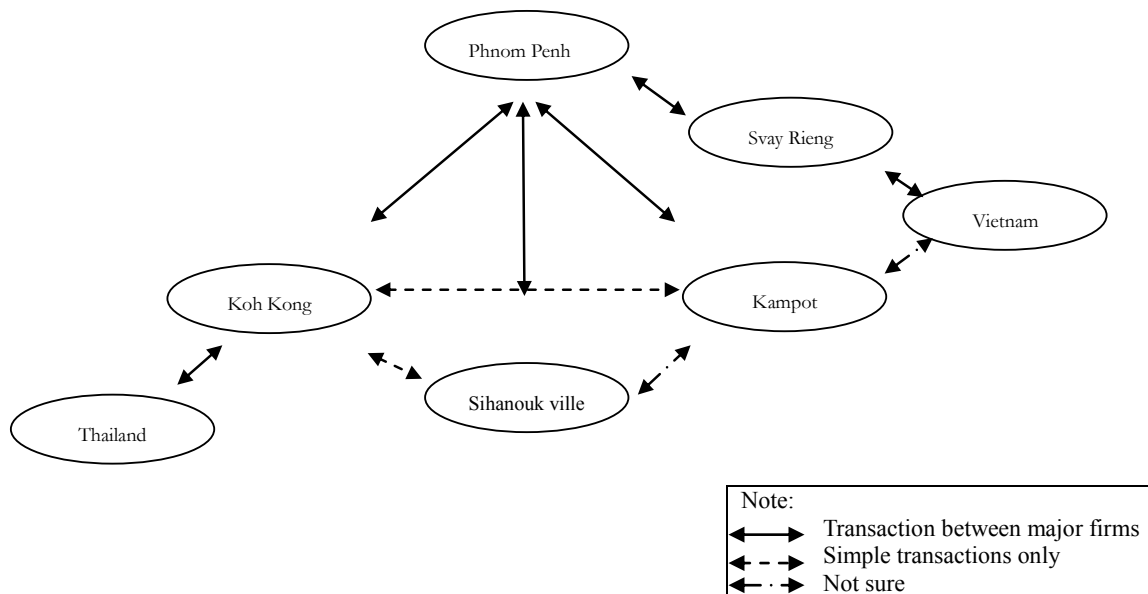 Phnom Penh
Svay Rieng
Vietnam
Koh Kong
Kampot
Sihanouk ville
Thailand
Note:
Transaction between major firms
Simple transactions only
Not sure